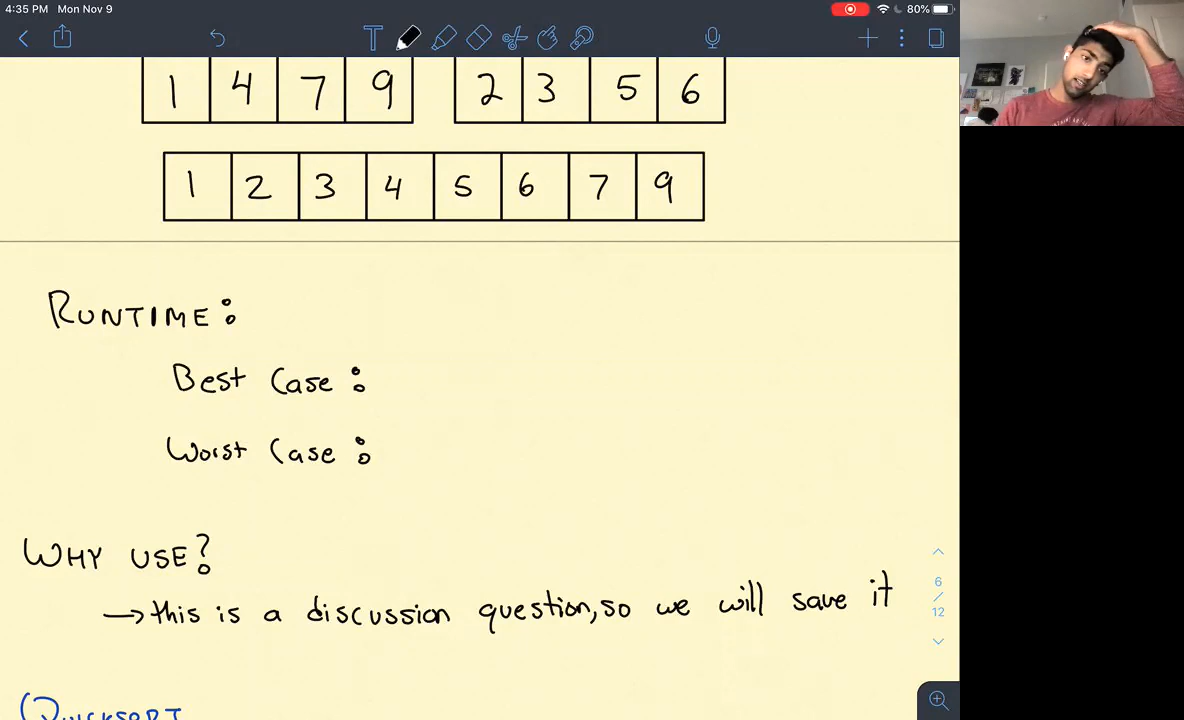 4:35 PM Mon Nov 9
80%
T
1 4 7 9 2 3 5 6
1 2 3 4 5 6 7 9
RUNTIME:
Best Case:
Worst Case:
WHY USE?
→ this is a discussion question, so we will save it
6
/
12
QUICKSORT